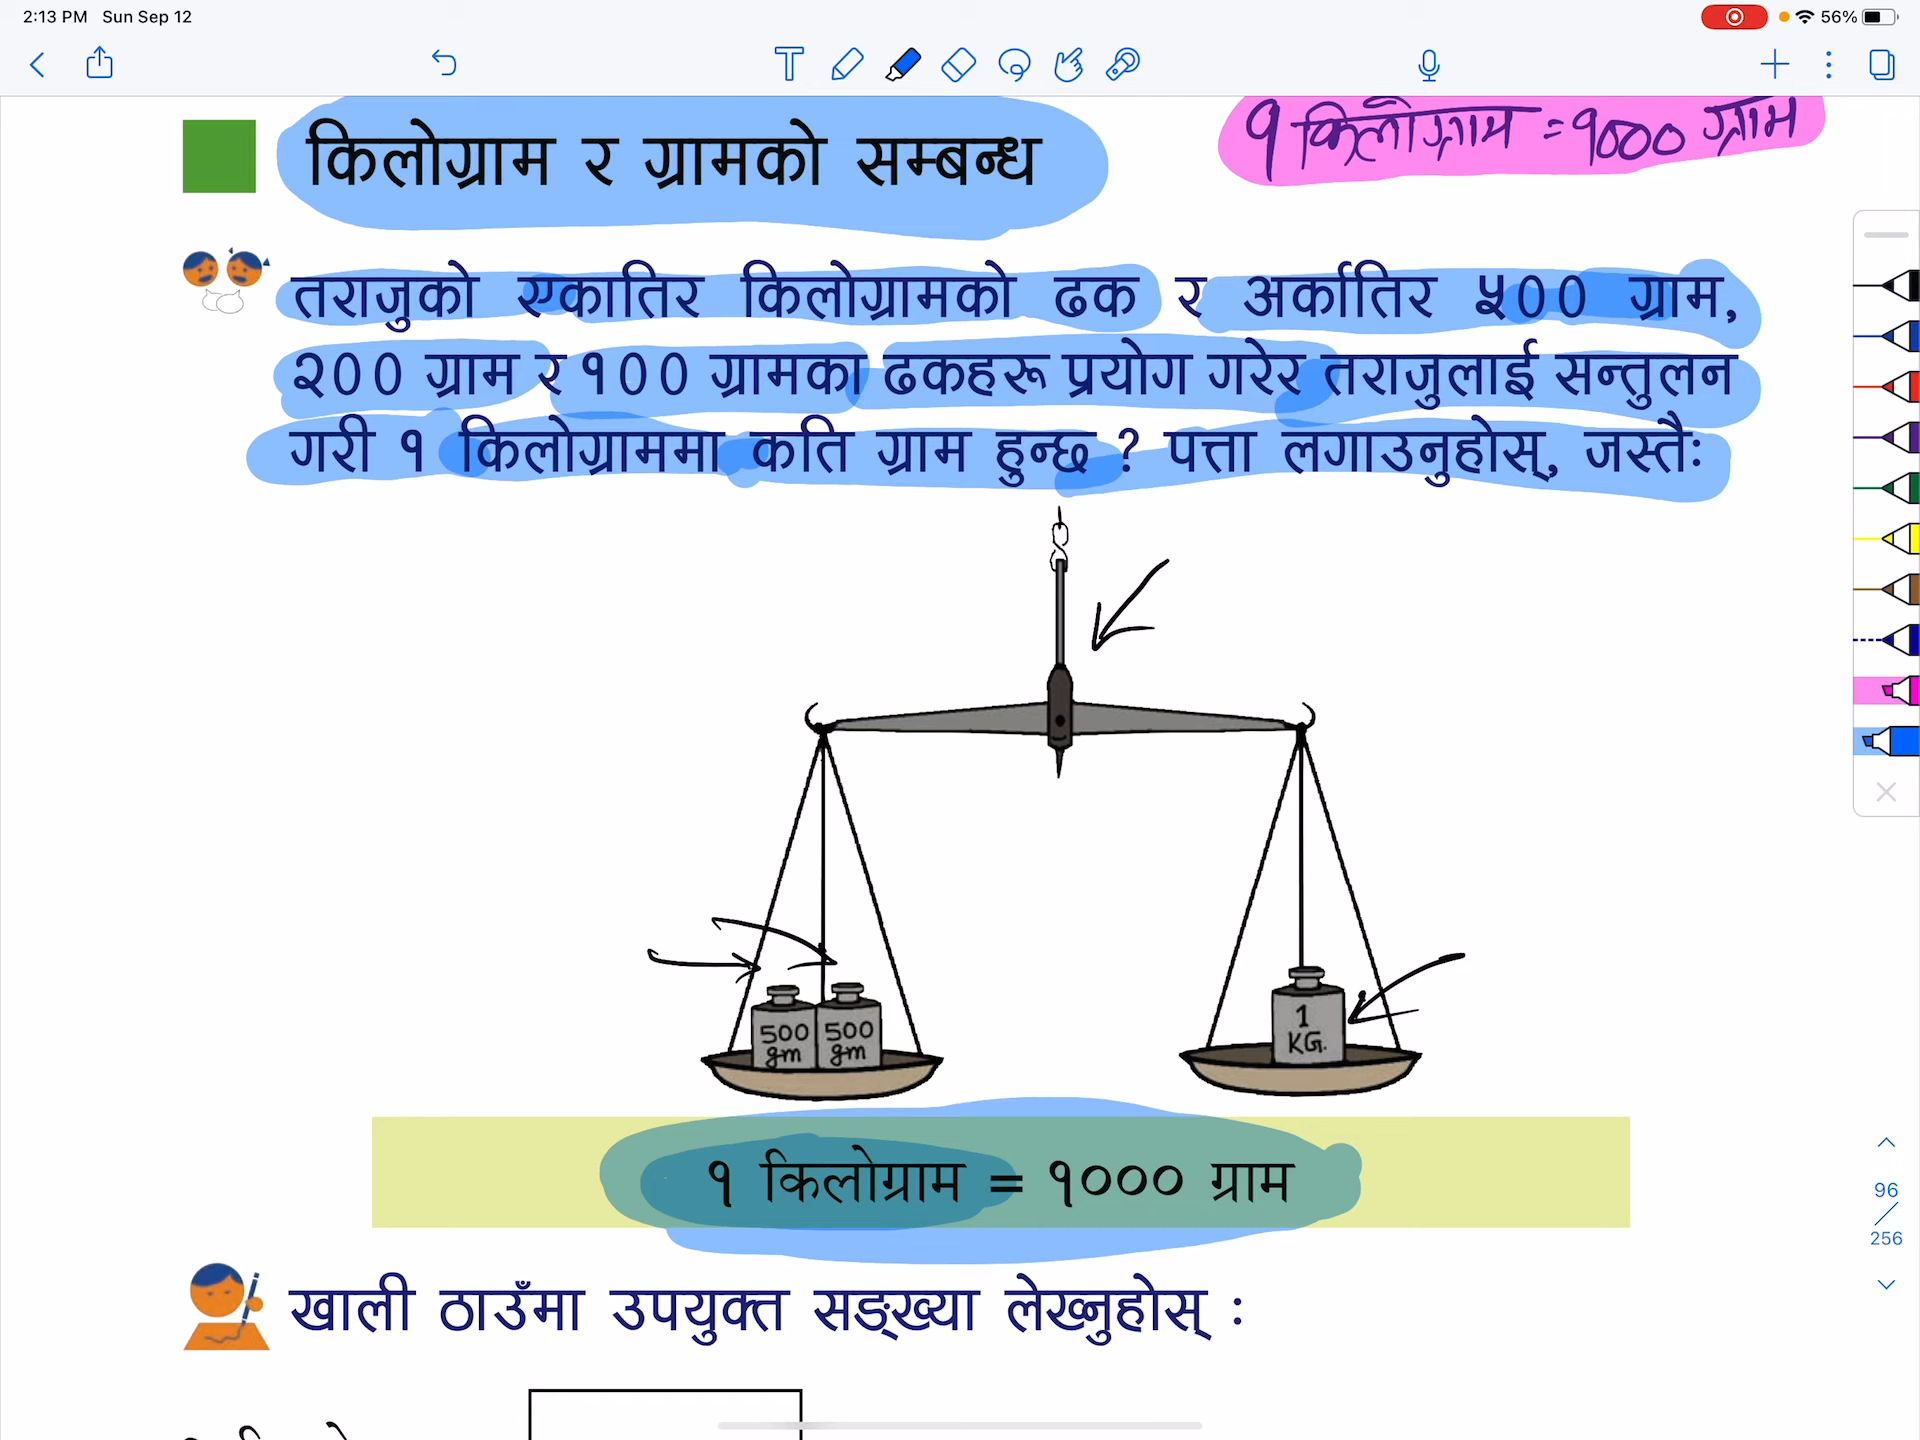 2:13 PM Sun Sep 12
56%
किलोग्राम र ग्रामको सम्बन्ध
१ किलोग्राम = १००० ग्राम
तराजुको एकातिर किलोग्रामको ढक र अर्कातिर ५०० ग्राम,
२०० ग्राम र १०० ग्रामका ढकहरू प्रयोग गरेर तराजुलाई सन्तुलन
गरी १ किलोग्राममा कति ग्राम हुन्छ ? पत्ता लगाउनुहोस्, जस्तैः
500 gm
500 gm
1 KG.
१ किलोग्राम = १००० ग्राम
96
256
खाली ठाउँमा उपयुक्त सङ्ख्या लेख्नुहोस् :